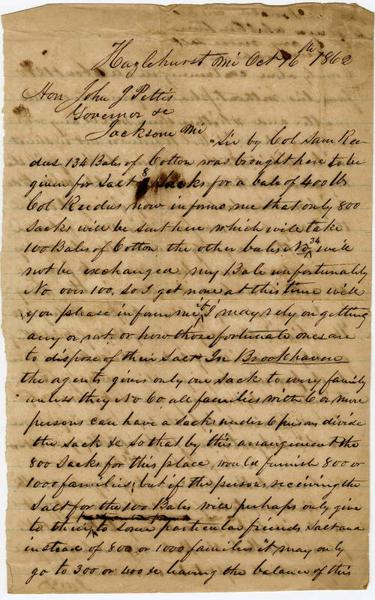 Hazlehurst Mi Oct 16th 1862
Hon John J Pettis
Governor &c
Jackson Mi
Sir by Col Sam Ree-
dus 134 Bales of Cotton was brought here to be
given for Salt 8 Sacks for a bale of 400 lbs
Col Reedus now informs me that only 800
Sacks will be sent here which will take
100 Bales of Cotton the other bales No 34 will
not be exchanged my Bale unfortunately
No over 100, so I get none at this time will
you please inform me if I may rely on getting
any or not, or how those fortunate ones are
to dispose of their Salt In Brookhaven
the agents gives only one sack to every family
unless they No 60 all families with 6 or more
persons can have a sack under 6 persons divide
the sack &c so that by this arrangement the
800 Sacks for this place would furnish 800 or
1000 families; but if the persons receiving the
Salt for the 100 Bales will perhaps only give
to their some particular friends Salt and
instead of 800 or 1000 families it may only
go to 300 or 400 &c leaving the balance of this